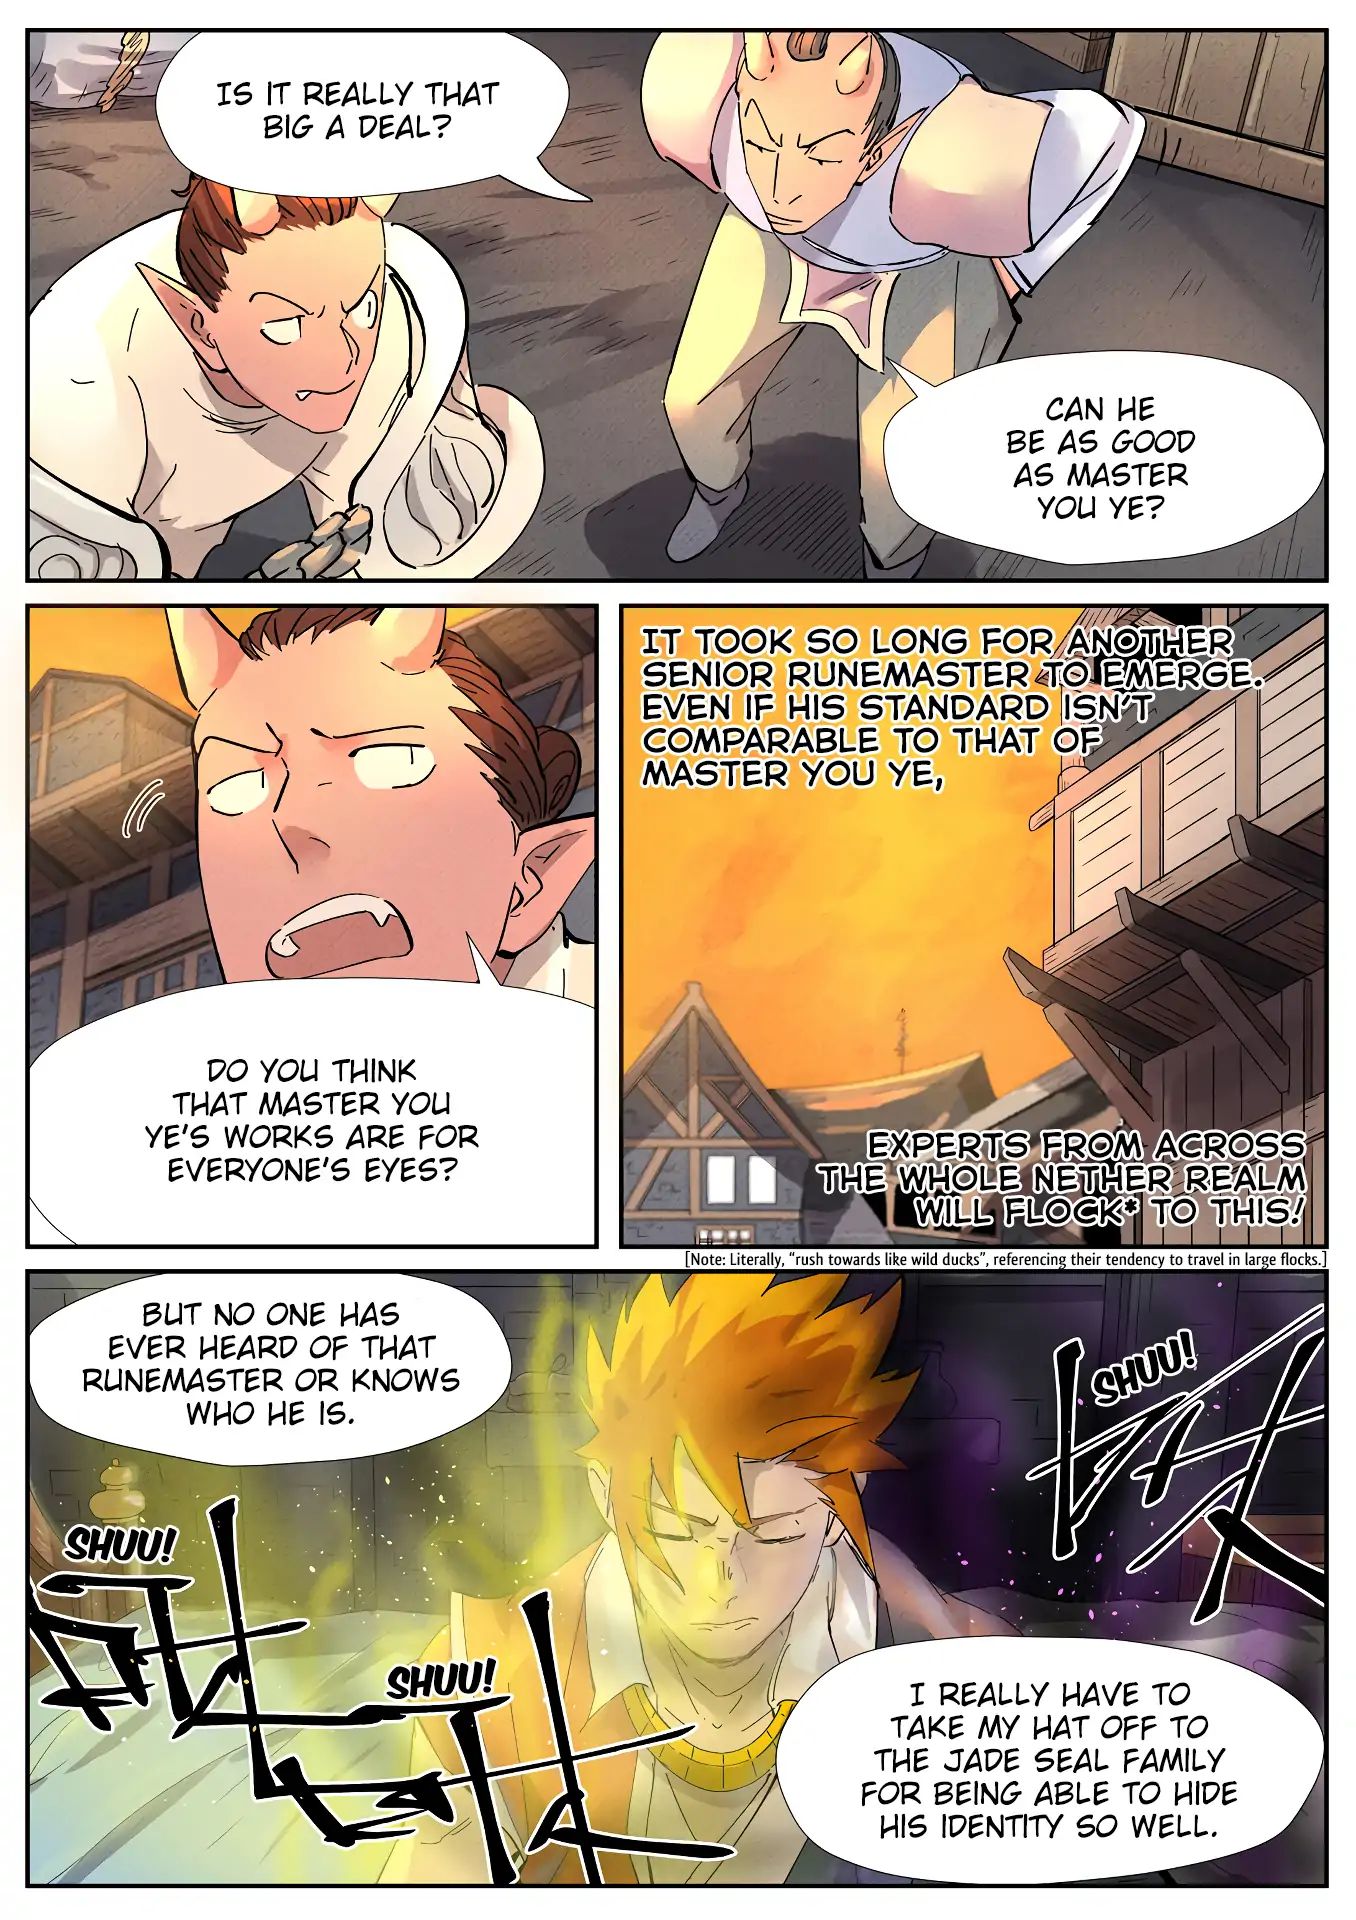 IS IT REALLY THAT
BIG A DEAL?
CAN HE
BE AS GOOD
AS MASTER
YOU YE?
DO YOU THINK
THAT MASTER YOU
YE'S WORKS ARE FOR
EVERYONE'S EYES?
IT TOOK SO LONG FOR ANOTHER
SENIOR RUNEMASTER TO EMERGE.
EVEN IF HIS STANDARD ISN'T
COMPARABLE TO THAT OF
MASTER YOU YE,
EXPERTS FROM ACROSS
THE WHOLE NETHER REALM
WILL FLOCK* TO THIS!
[Note: Literally, "rush towards like wild ducks", referencing their tendency to travel in large flocks.]
BUT NO ONE HAS
EVER HEARD OF THAT
RUNEMASTER OR KNOWS
WHO HE IS.
SHUU!
SHUU!
SHUU!
I REALLY HAVE TO
TAKE MY HAT OFF TO
THE JADE SEAL FAMILY
FOR BEING ABLE TO HIDE
HIS IDENTITY SO WELL.